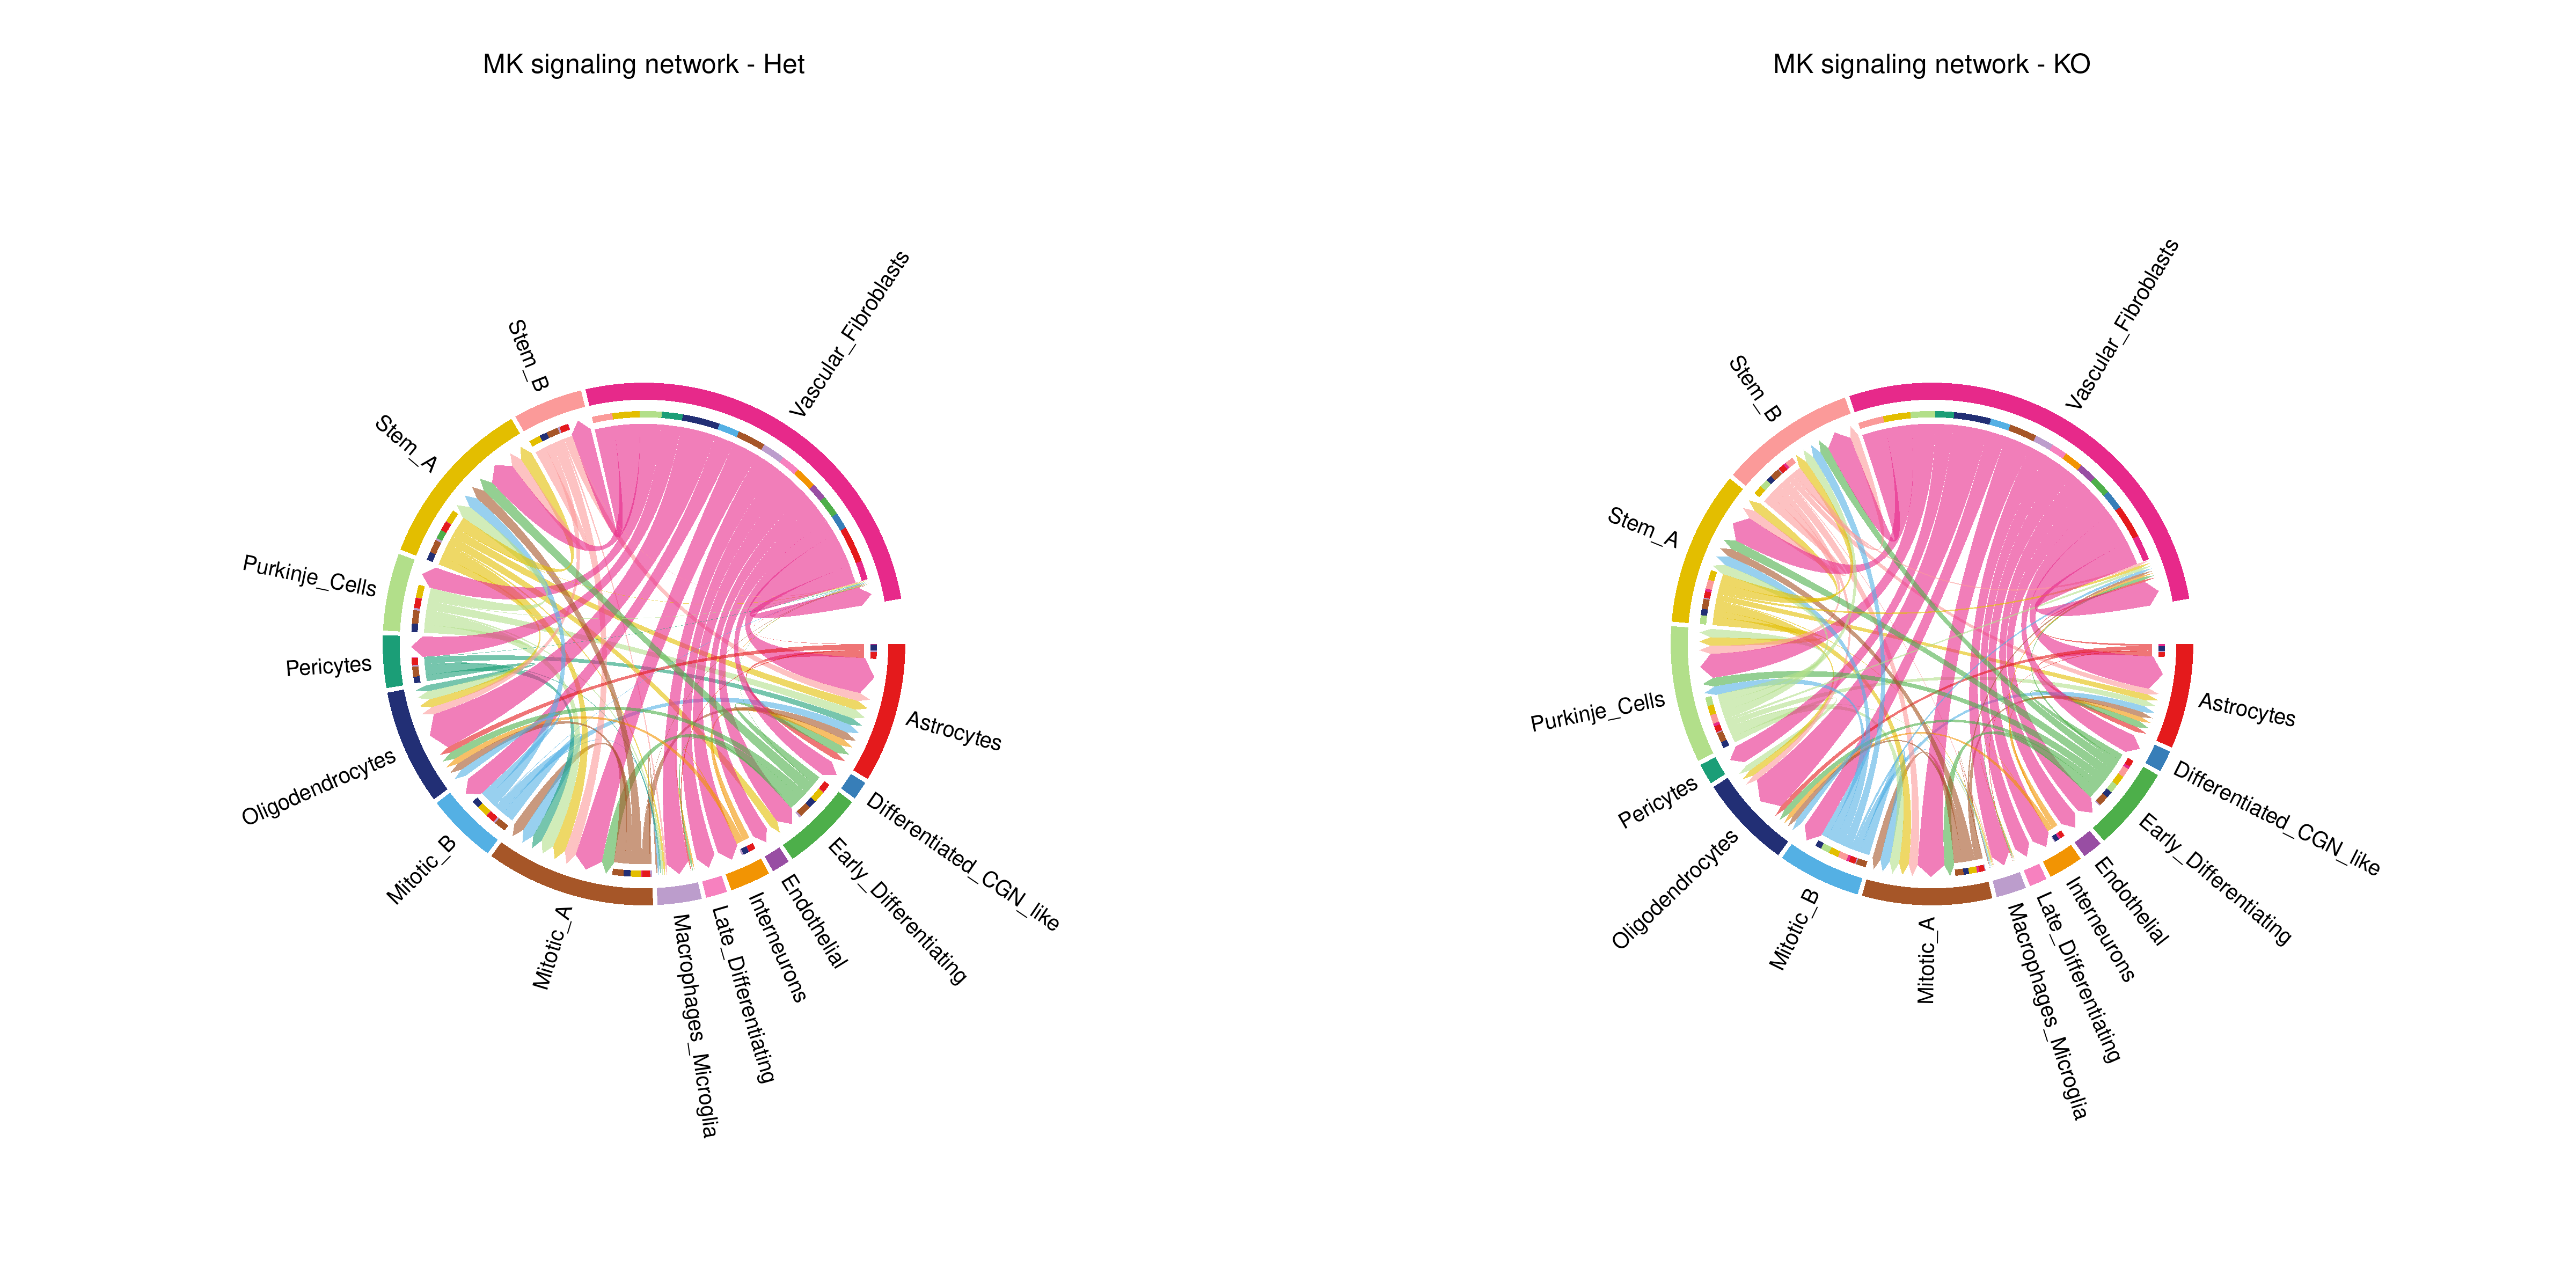 MK signaling network - Het
Vascular_Fibroblasts
Stem_B
Stem_A
Purkinje_Cells
Pericytes
Oligodendrocytes
Mitotic_B
Mitotic_A
Macrophages_Microglia
Late_Differentiating
Interneurons
Endothelial
Early_Differentiating
Differentiated_CGN_like
Astrocytes
MK signaling network - KO
Vascular_Fibroblasts
Stem_B
Stem_A
Purkinje_Cells
Pericytes
Oligodendrocytes
Mitotic_B
Mitotic_A
Macrophages_Microglia
Late_Differentiating
Interneurons
Endothelial
Early_Differentiating
Differentiated_CGN_like
Astrocytes